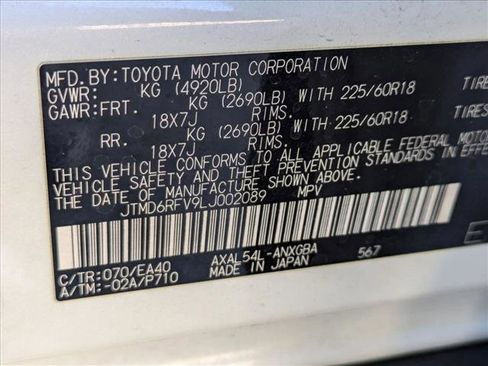 MFD.BY:TOYOTA MOTOR CORPORATION
GVWR: KG (4920LB)
GAWR:FRT. KG (2690LB) WITH 225/60R18 TIRE
18X7J RIMS.
RR. KG (2690LB) WITH 225/60R18 TIRES
18X7J RIMS.
THIS VEHICLE CONFORMS TO ALL APPLICABLE FEDERAL MOTOR
VEHICLE SAFETY AND THEFT PREVENTION STANDARDS IN EFFE
DATE OF MANUFACTURE SHOWN ABOVE.
JTMD6RFV9LJ002089 MPV
C/TR:070/EA40 AXAL54L-ANXGBA 567
A/TM:-02A/P710 MADE IN JAPAN